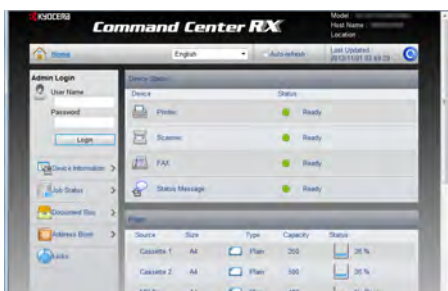 KYOCERA
Command Center RX
Model :
Host Name :
Location :
Home
English
Auto-refresh
Last Updated :
Admin Login
User Name
Password
Login
Device Information
Job Status
Document Box
Address Book
Links
Device Status
Device Status
Printer Ready
Scanner Ready
FAX Ready
Status Message Ready
Paper
Source Size Type Capacity Status
Cassette 1 A4 Plain
Cassette 2 A4 Plain 500